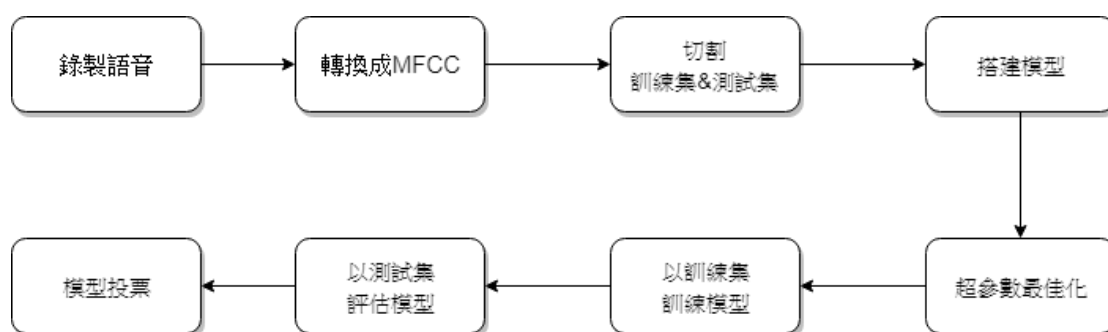 錄製語音
轉換成MFCC
切割
訓練集&測試集
搭建模型
超參數最佳化
以訓練集
訓練模型
以測試集
評估模型
模型投票